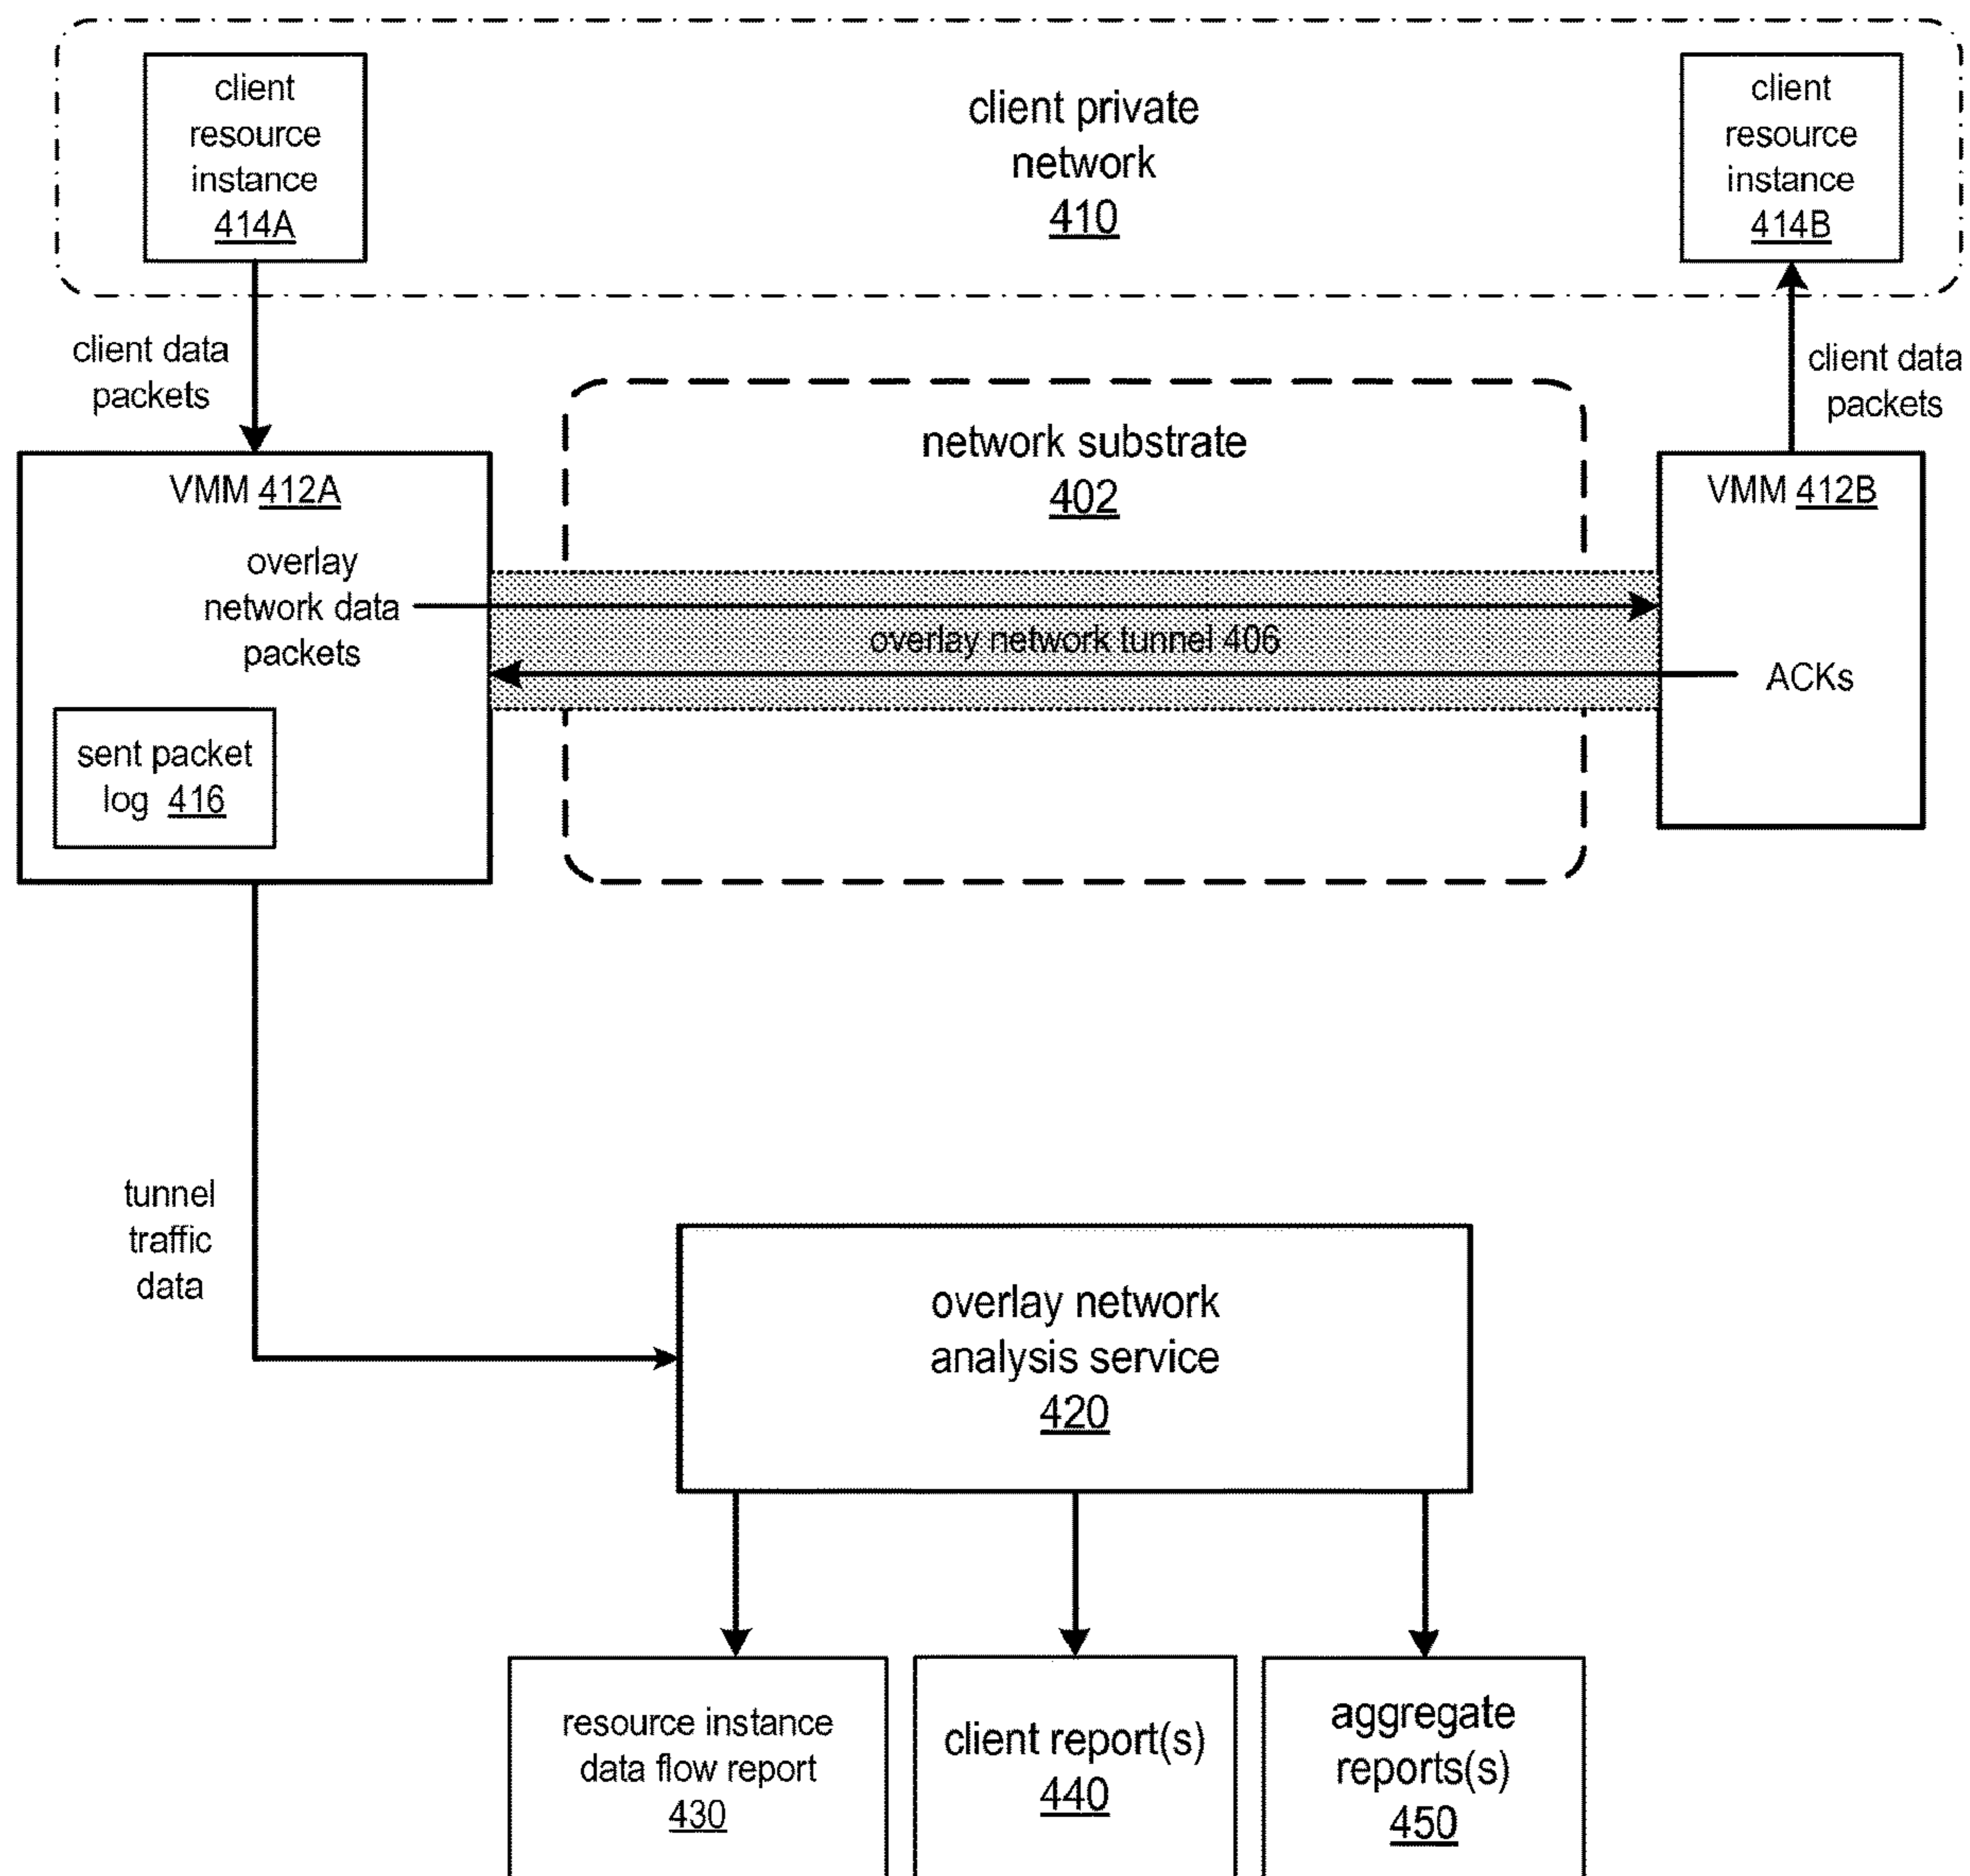 client
resource
instance
414A
client private
network
410
client
resource
instance
414B
client data
packets
client data
packets
network substrate
402
VMM 412A
overlay
network data
packets
sent packet
log 416
overlay network tunnel 406
VMM 412B
ACKs
tunnel
traffic
data
overlay network
analysis service
420
resource instance
data flow report
430
client report(s)
440
aggregate
reports(s)
450